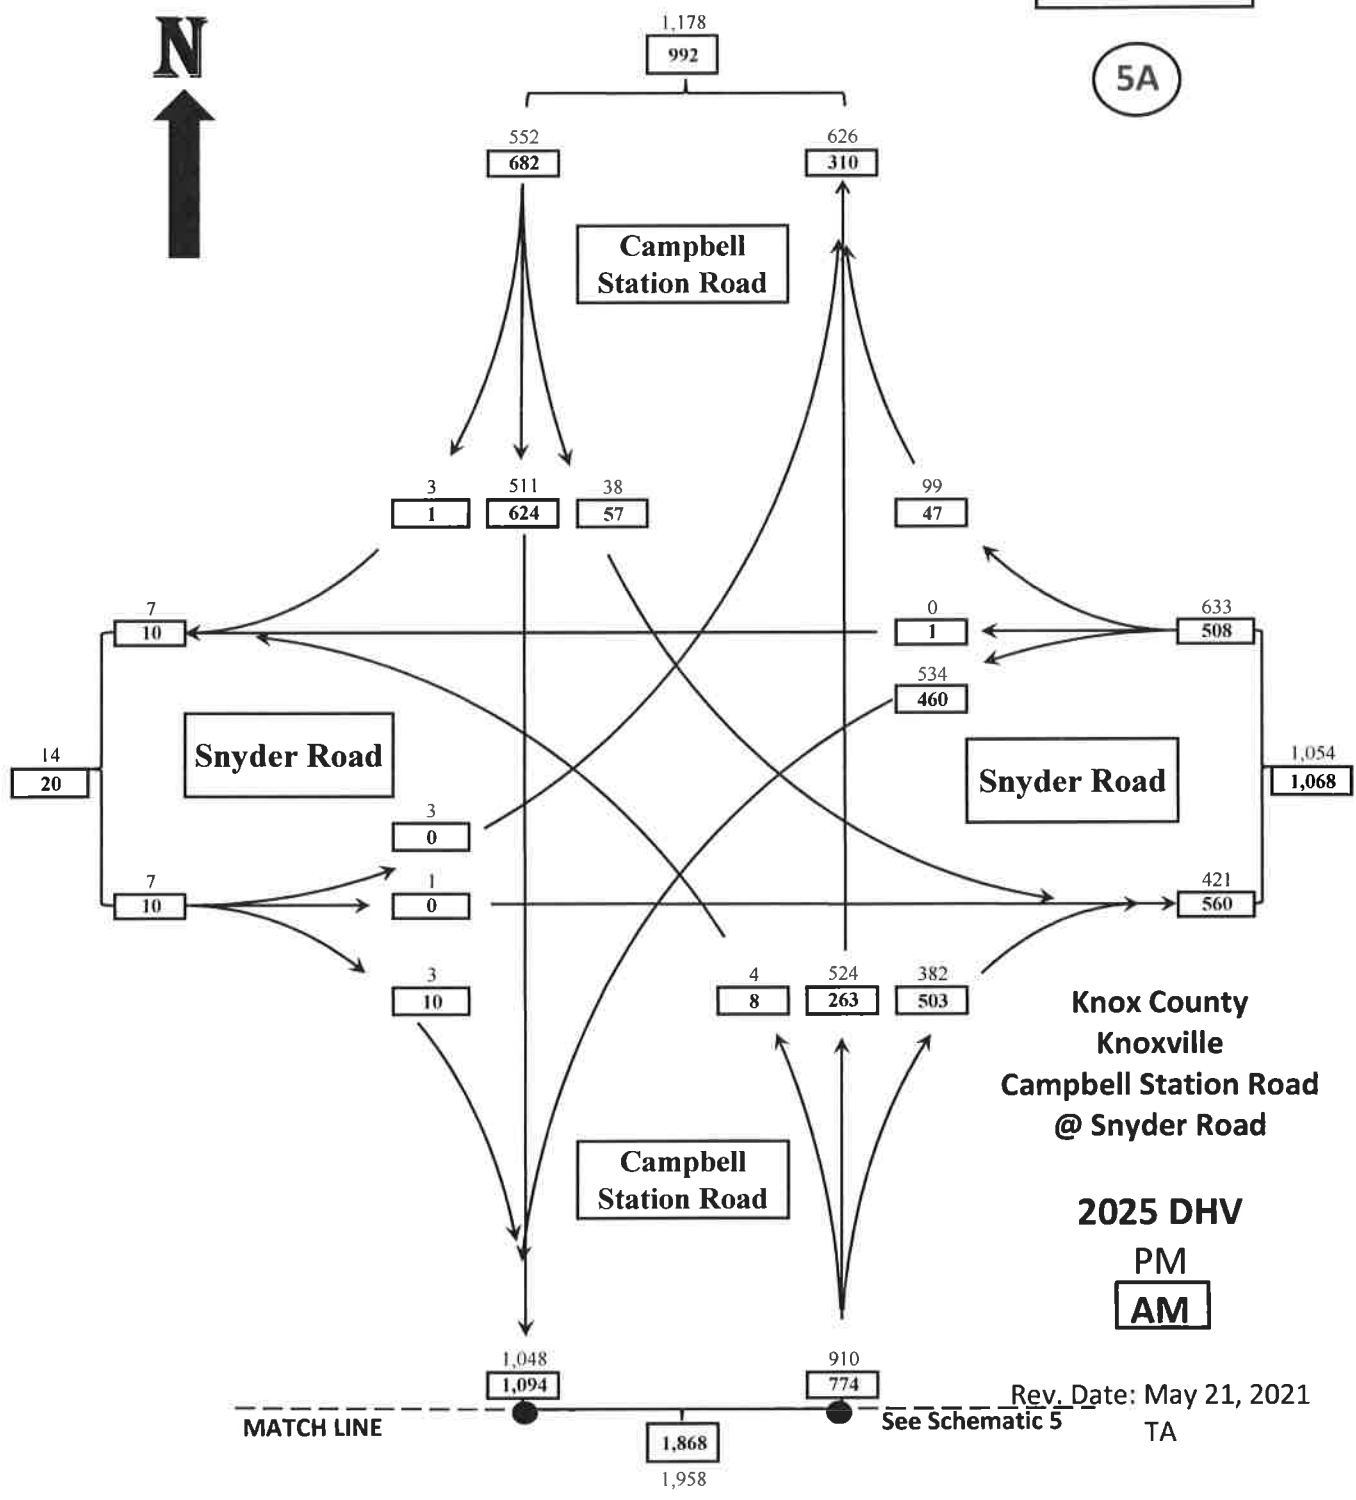 N
1,178
992
5A
552
682
626
310
Campbell
Station Road
3
1
511
624
38
57
99
47
7
10
0
1
633
508
534
460
Snyder Road
Snyder Road
14
20
1,054
1,068
3
0
7
10
1
0
421
560
3
10
4
8
524
263
382
503
Knox County
Knoxville
Campbell Station Road
@ Snyder Road
Campbell
Station Road
2025 DHV
PM
AM
1,048
1,094
910
774
Rev. Date: May 21, 2021
MATCH LINE
See Schematic 5
TA
1,868
1,958